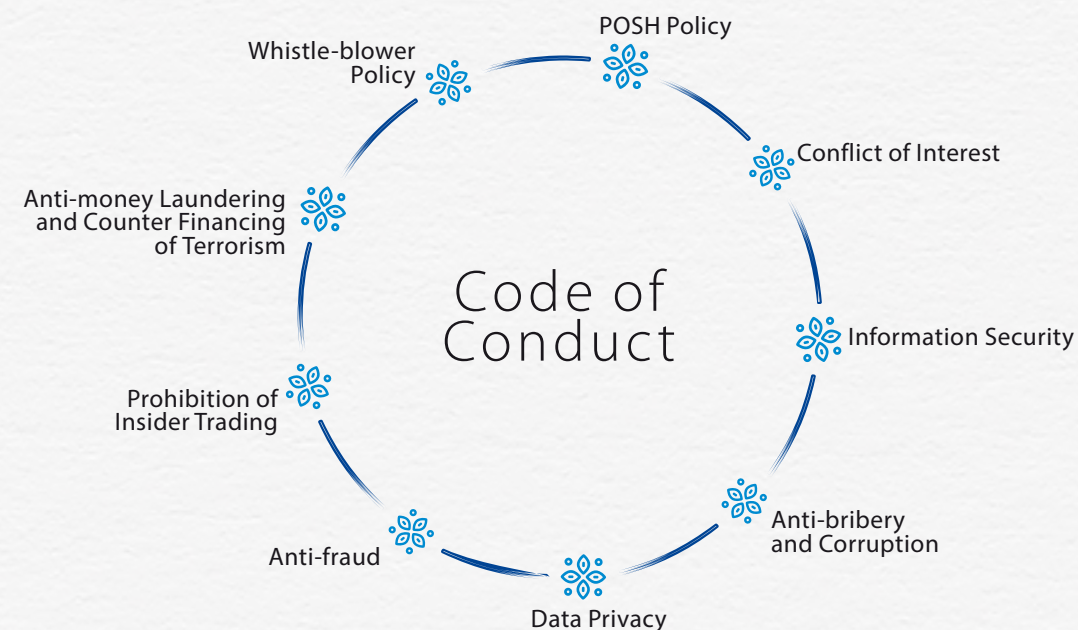 POSH Policy
Whistle-blower
Policy
Conflict of Interest
Anti-money Laundering
and Counter Financing
of Terrorism
Code of
Conduct
Information Security
Prohibition of
Insider Trading
Anti-bribery
and Corruption
Anti-fraud
Data Privacy